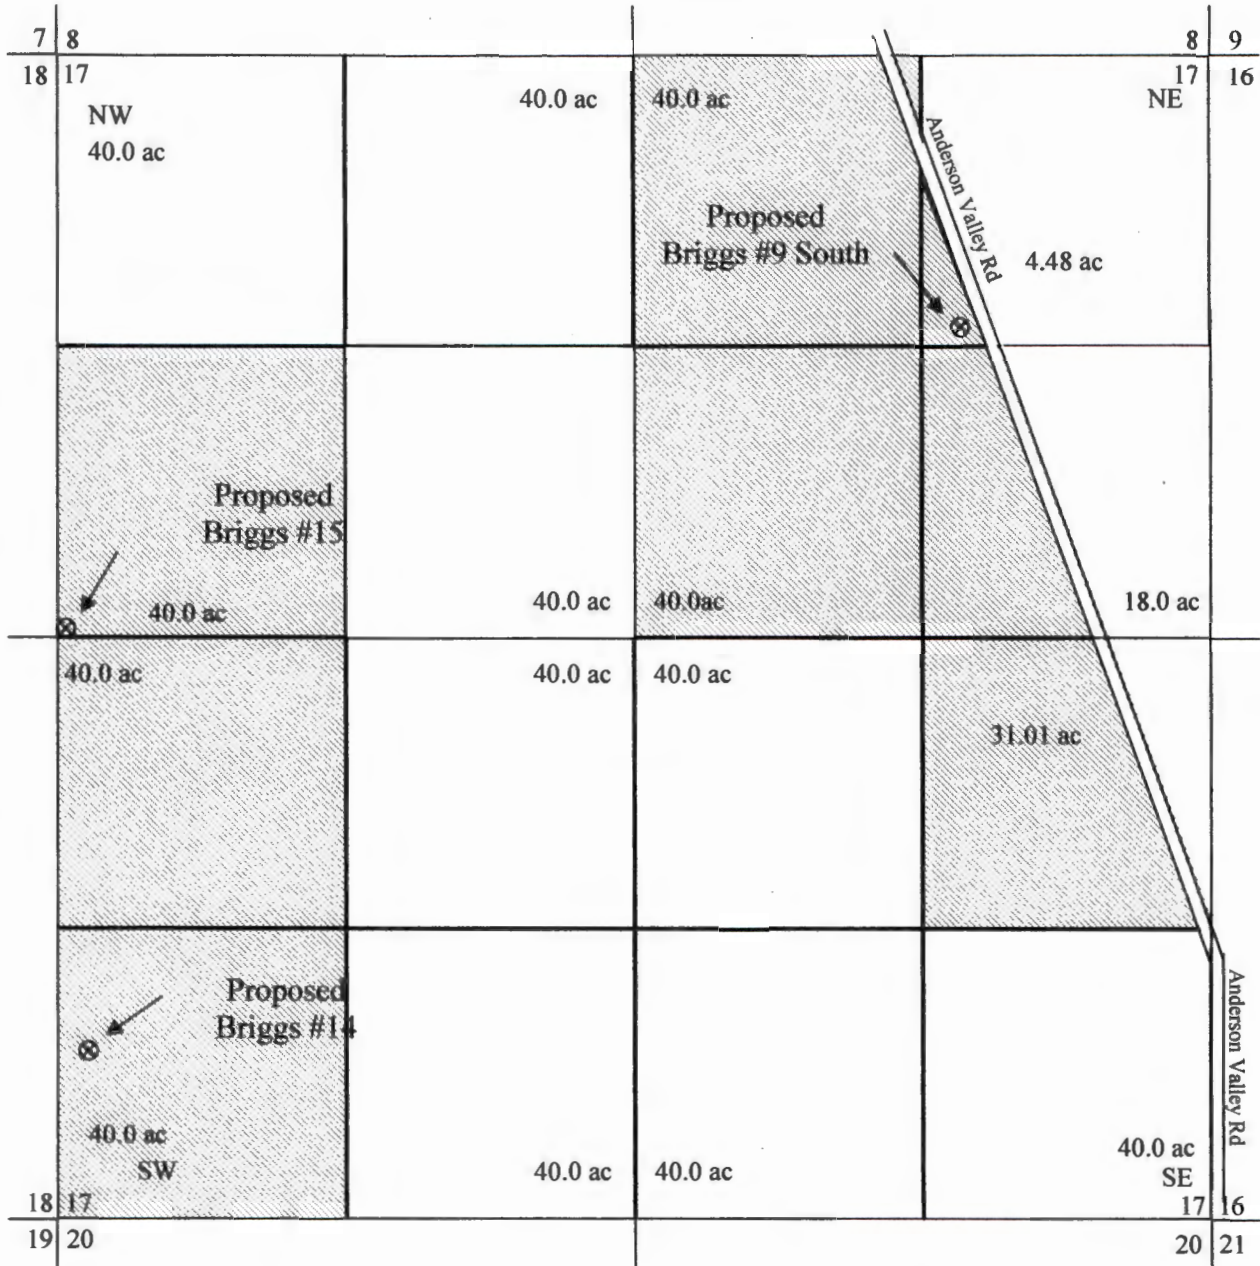 7 8
8 9
18 17
17 16
NW
40.0 ac
40.0 ac
40.0 ac
NE
Anderson Valley Rd
Proposed
Briggs #9 South
4.48 ac
Proposed
Briggs #15
40.0 ac
40.0 ac
40.0ac
18.0 ac
40.0 ac
40.0 ac
40.0 ac
31.01 ac
Proposed
Briggs #14
Anderson Valley Rd
40.0 ac
SW
40.0 ac
40.0 ac
40.0 ac
SE
18 17
17 16
19 20
20 21